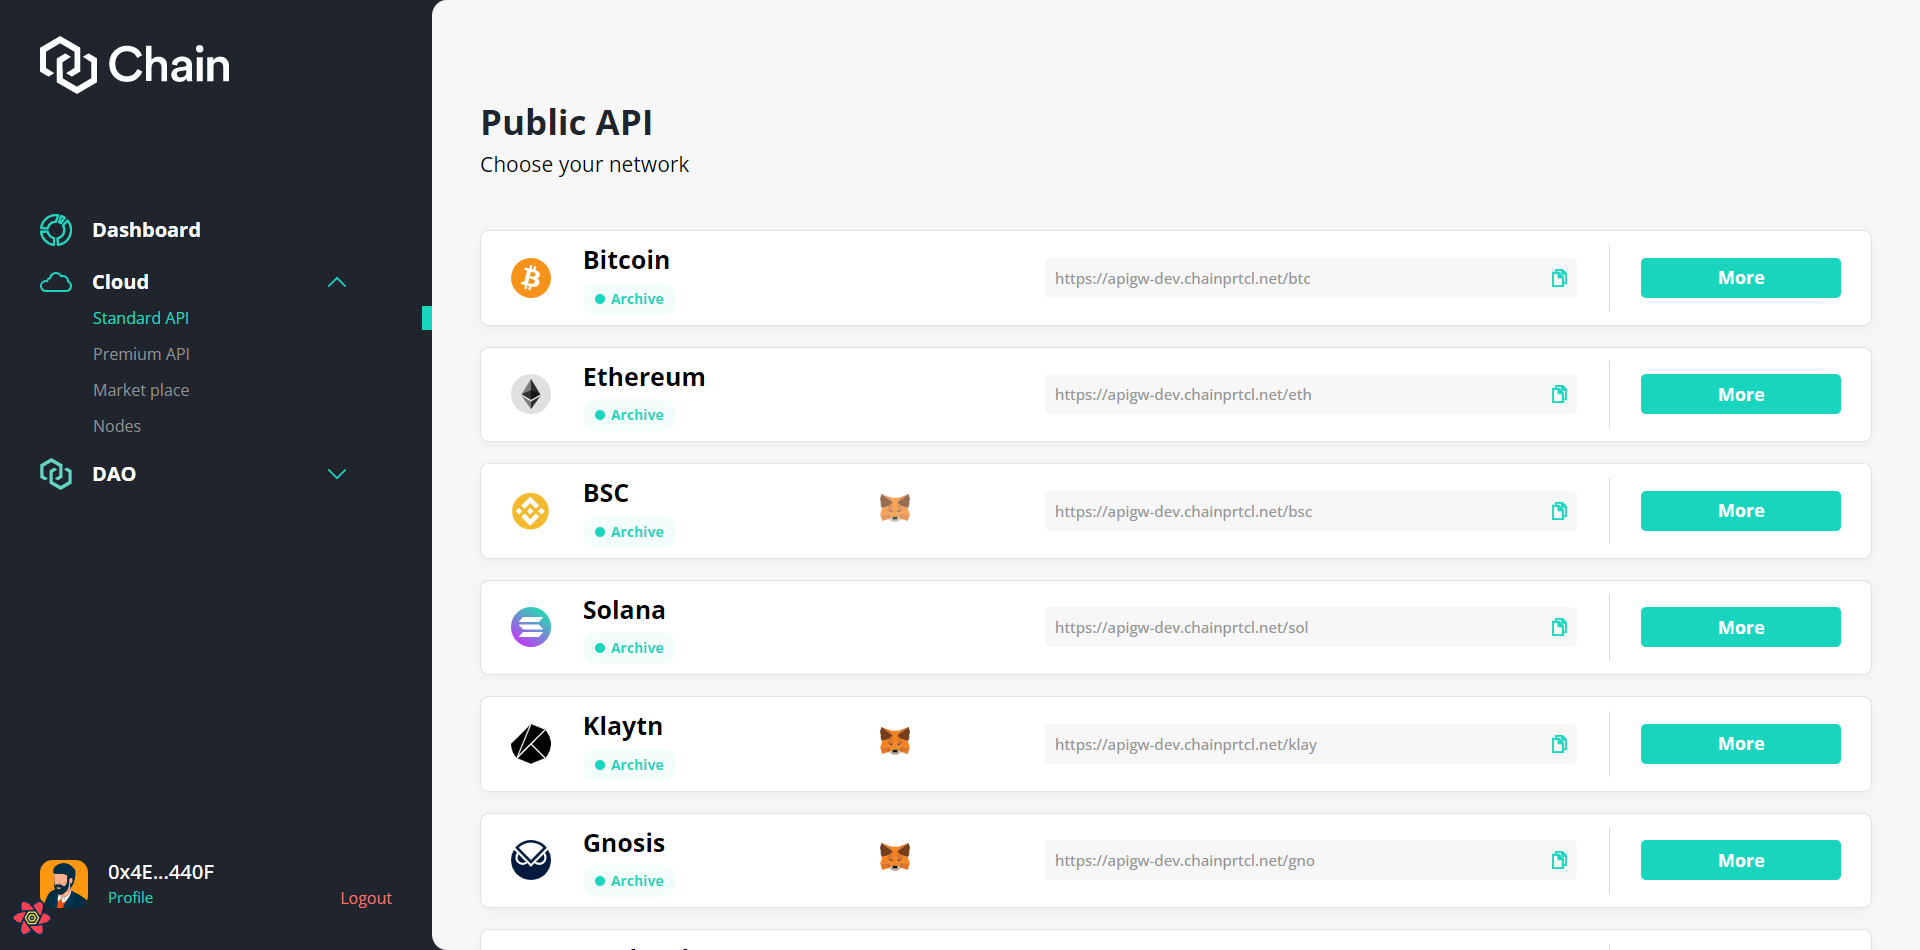 Chain
Dashboard
Cloud
Standard API
Premium API
Market place
Nodes
DAO
0x4E...440F
Profile
Logout
Public API
Choose your network
Bitcoin
Archive
https://apigw-dev.chainprtcl.net/btc
More
Ethereum
Archive
https://apigw-dev.chainprtcl.net/eth
More
BSC
Archive
https://apigw-dev.chainprtcl.net/bsc
More
Solana
Archive
https://apigw-dev.chainprtcl.net/sol
More
Klaytn
Archive
https://apigw-dev.chainprtcl.net/klay
More
Gnosis
Archive
https://apigw-dev.chainprtcl.net/gno
More